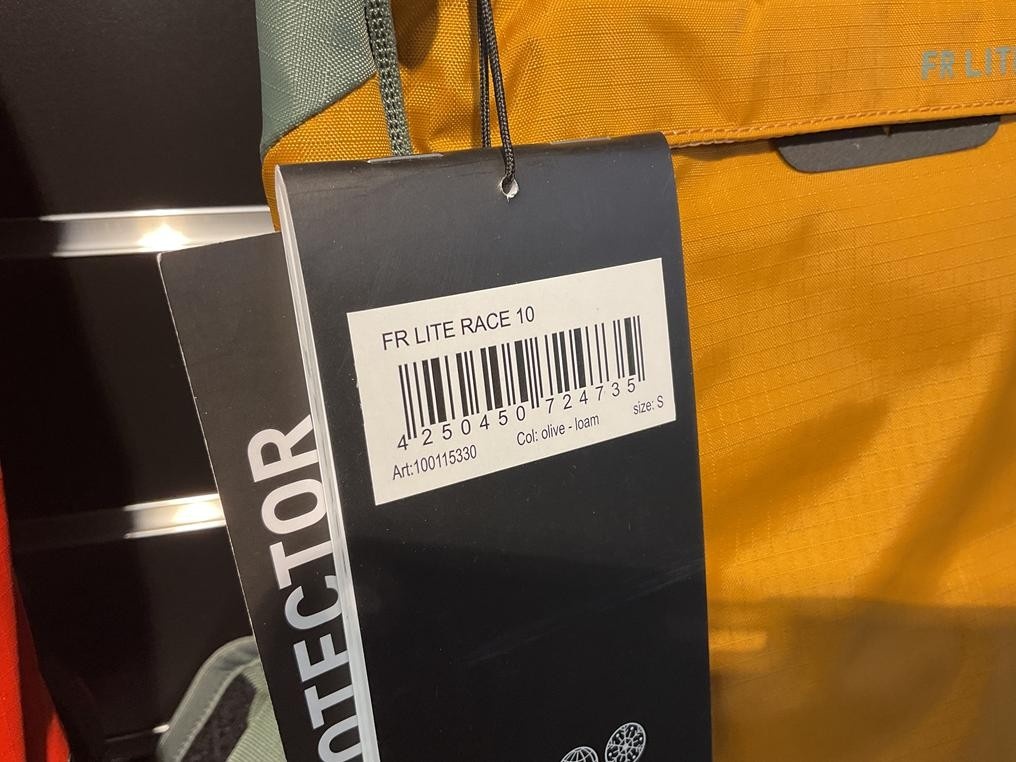 FR LITE
FR LITE RACE 10
4 250450 724735
Art:100115330
Col: olive - loam
size: S
OTECTOR